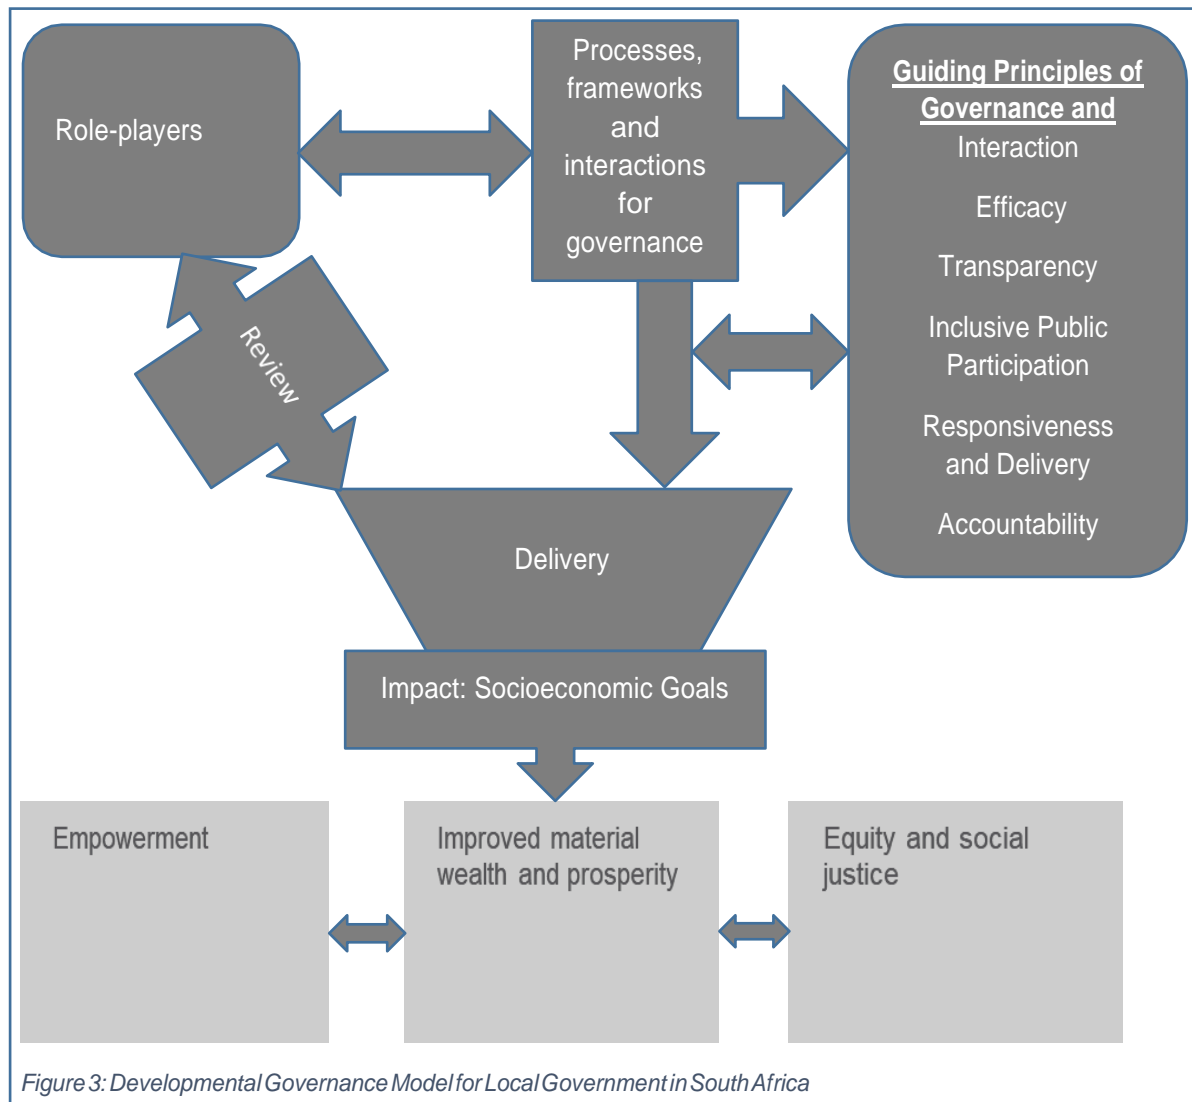 Role-players
Processes,
frameworks
and
interactions
for
governance
Guiding Principles of
Governance and
Interaction
Efficacy
Transparency
Inclusive Public
Participation
Responsiveness
and Delivery
Accountability
Review
Delivery
Impact: Socioeconomic Goals
Empowerment
Improved material
wealth and prosperity
Equity and social
justice
Figure 3: Developmental Governance Model for Local Government in South Africa